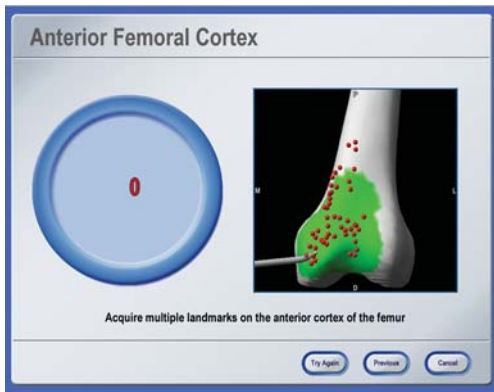 Anterior Femoral Cortex
0
P
M
L
D
Acquire multiple landmarks on the anterior cortex of the femur
Try Again
Previous
Cancel